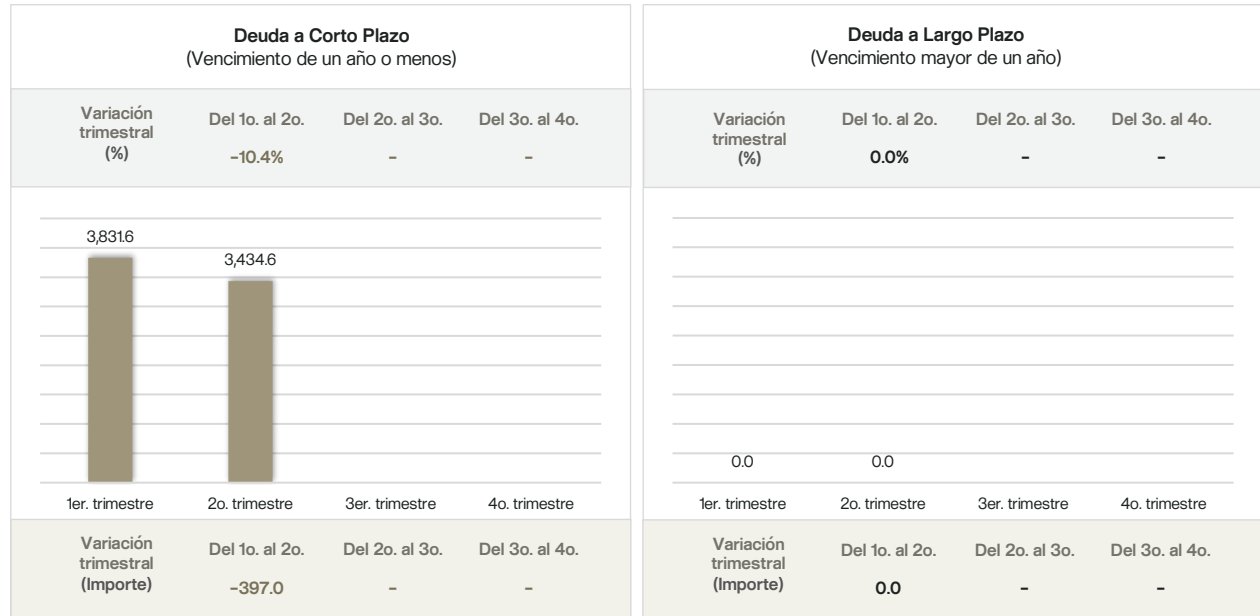 Deuda a Corto Plazo
(Vencimiento de un año o menos)
Variación
trimestral
(%)
Del 1o. al 2o. Del 2o. al 3o. Del 3o. al 4o.
-10.4% - -
3,831.6
3,434.6
1er. trimestre 2o. trimestre 3er. trimestre 4o. trimestre
Variación
trimestral
(Importe)
Del 1o. al 2o. Del 2o. al 3o. Del 3o. al 4o.
-397.0 - -
Deuda a Largo Plazo
(Vencimiento mayor de un año)
Variación
trimestral
(%)
Del 1o. al 2o. Del 2o. al 3o. Del 3o. al 4o.
0.0% - -
0.0 0.0
1er. trimestre 2o. trimestre 3er. trimestre 4o. trimestre
Variación
trimestral
(Importe)
Del 1o. al 2o. Del 2o. al 3o. Del 3o. al 4o.
0.0 - -